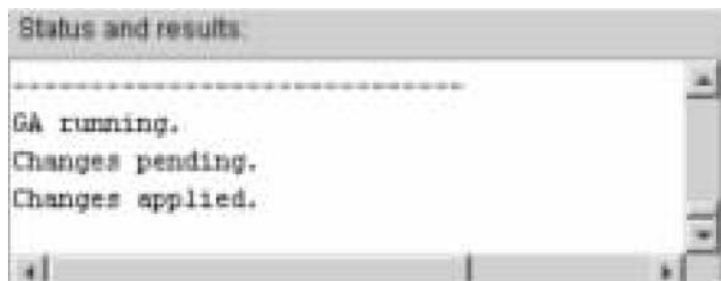 Status and results:
------------------------------
GA running.
Changes pending.
Changes applied.